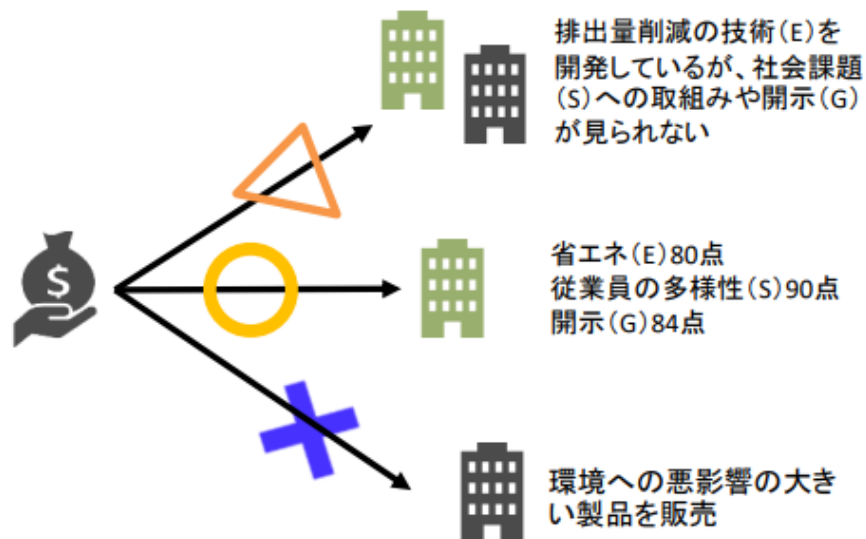 排出量削減の技術(E)を
開発しているが、社会課題
(S)への取組みや開示(G)
が見られない
$
省エネ(E)80点
従業員の多様性(S)90点
開示(G)84点
環境への悪影響の大き
い製品を販売